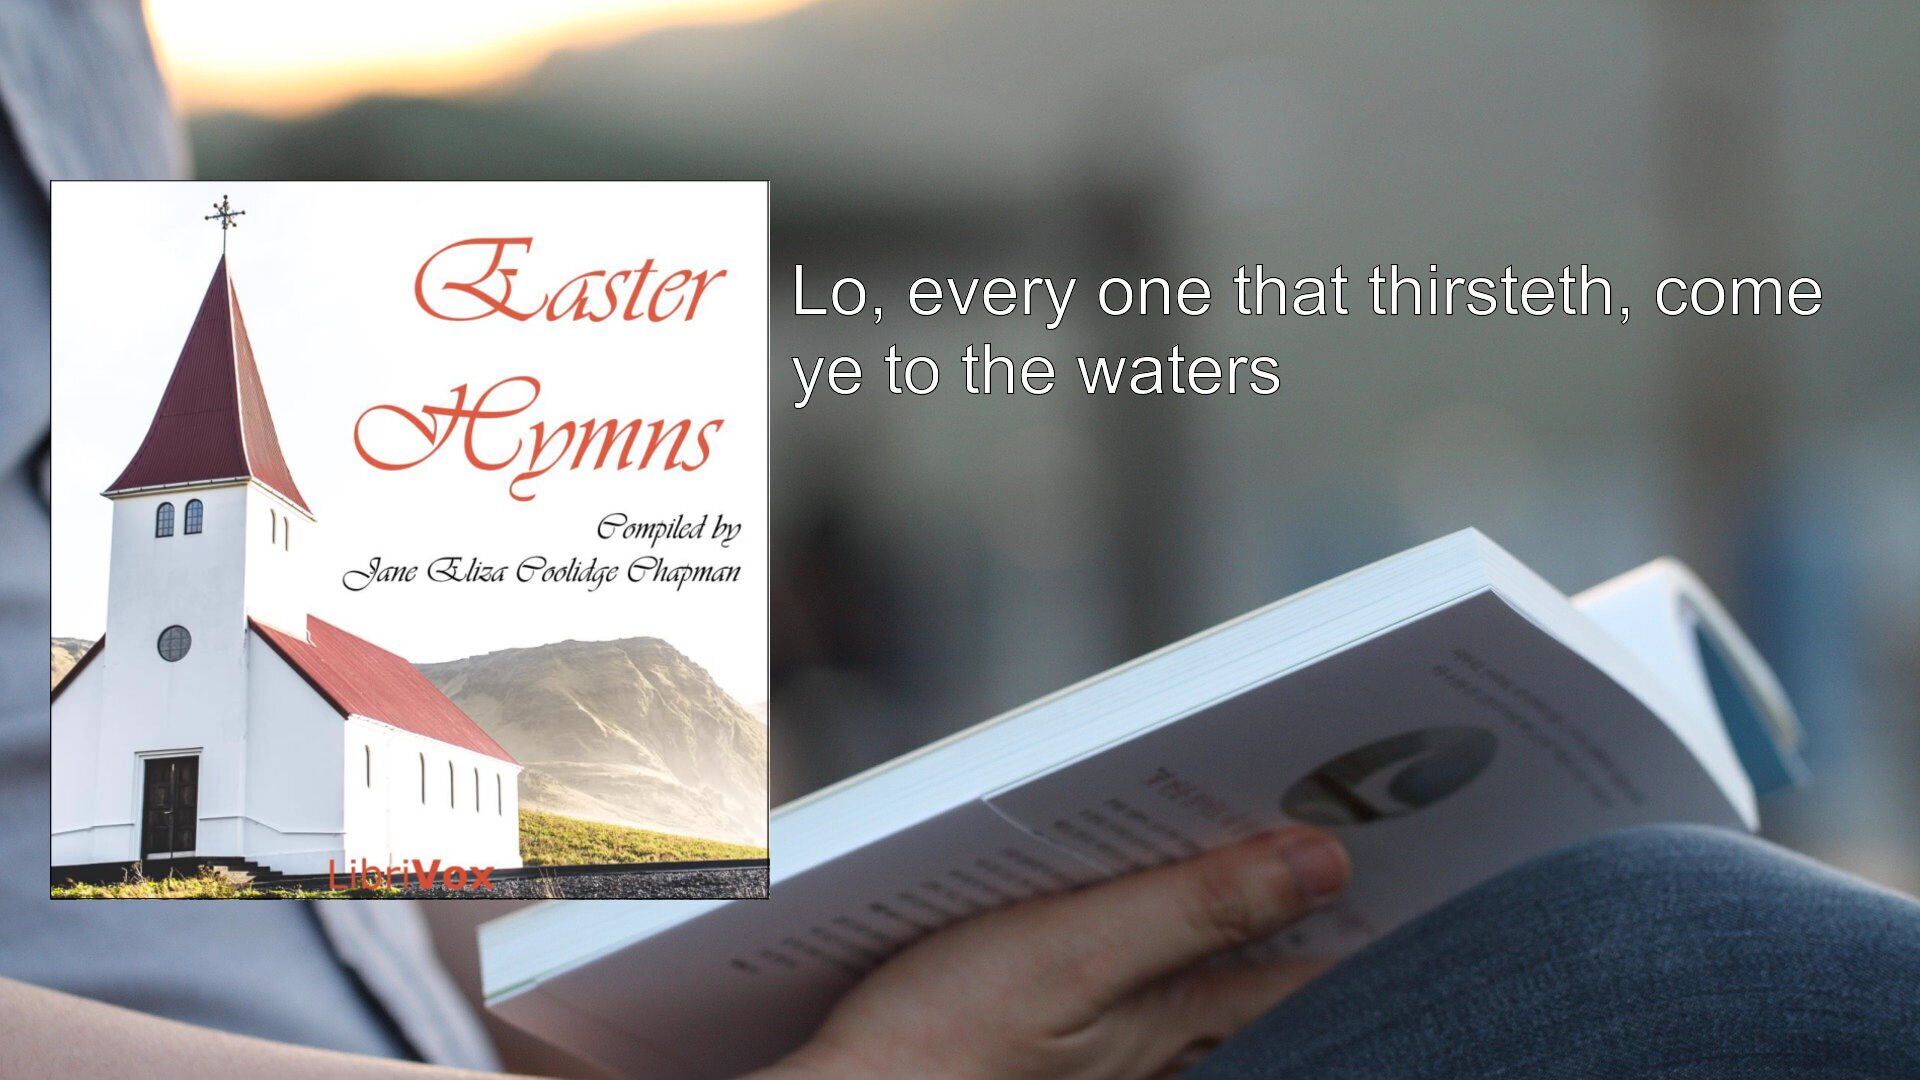 Easter
Hymns
Compiled by
Jane Eliza Coolidge Chapman
LibriVox
Lo, every one that thirsteth, come
ye to the waters